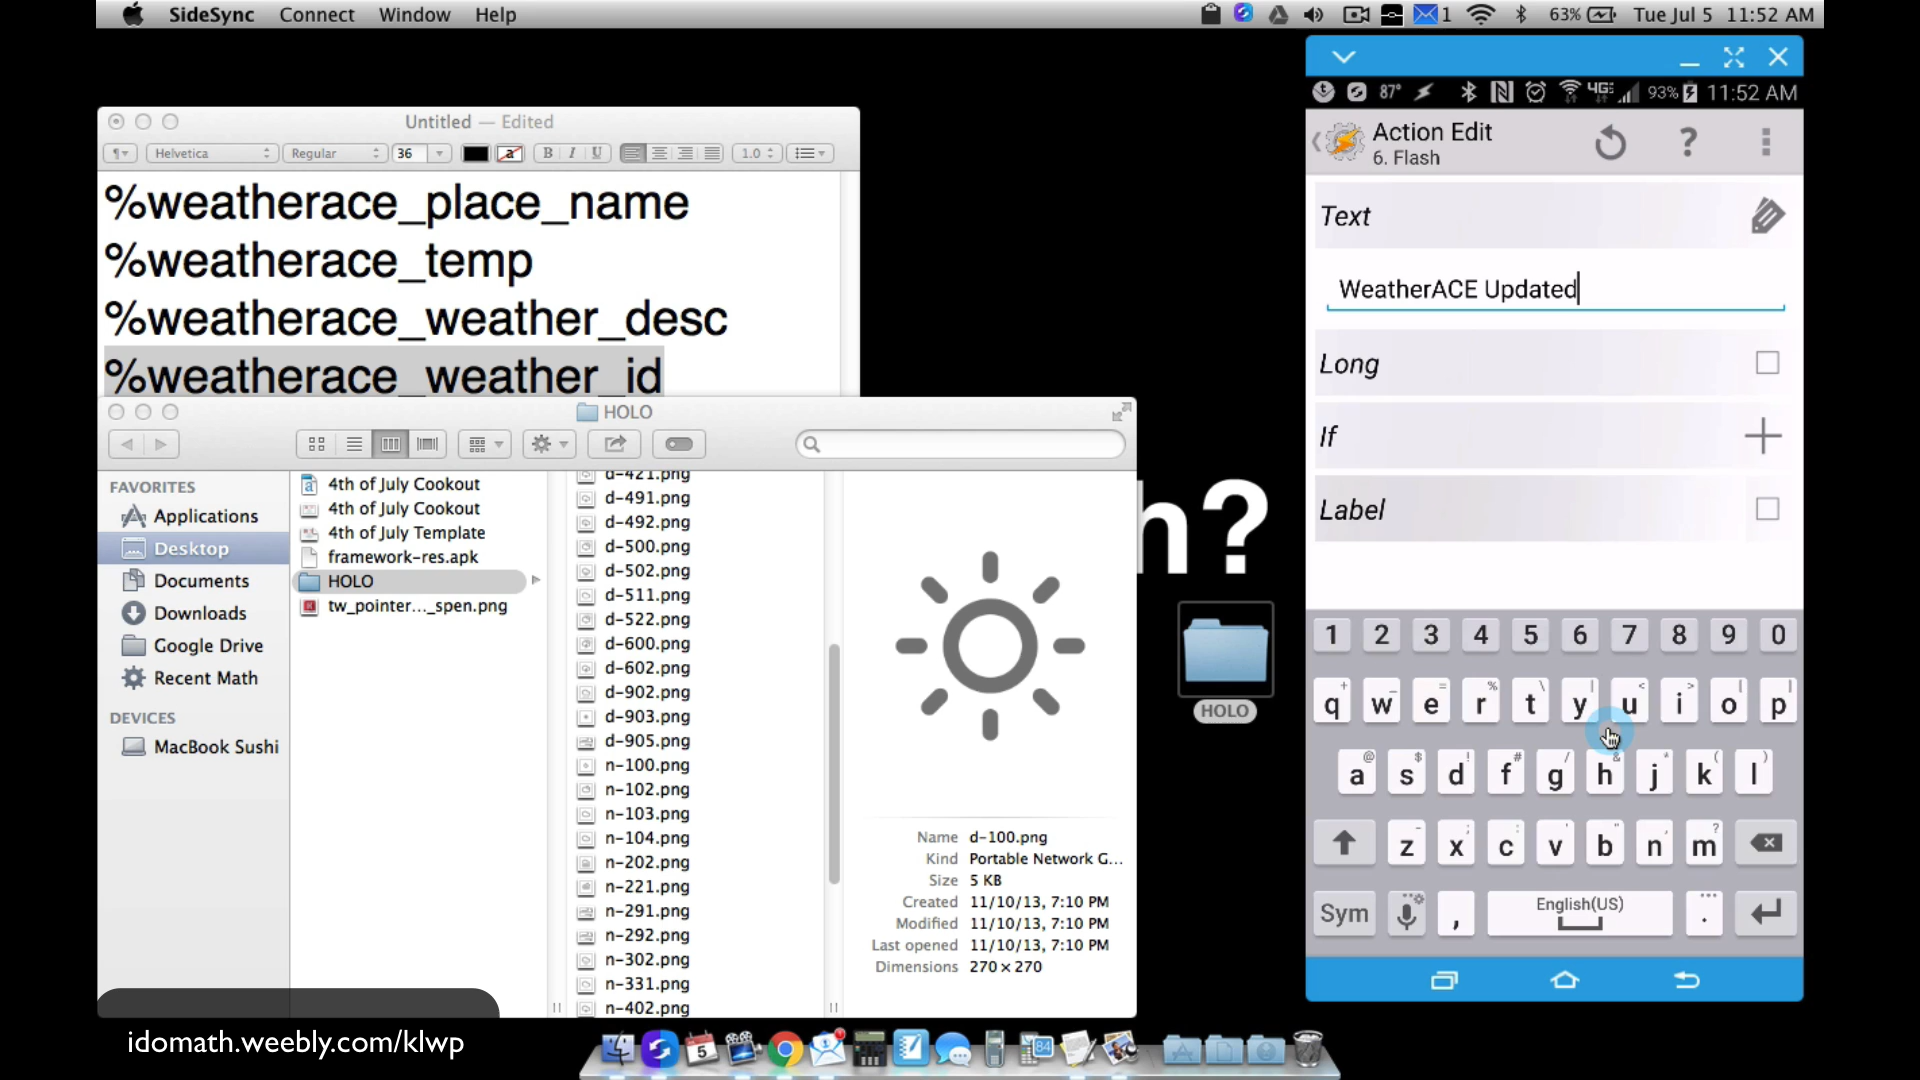 SideSync Connect Window Help
1 63% Tue Jul 5 11:52 AM
Untitled — Edited
Helvetica Regular 36 a B I U 1.0
%weatherace_place_name
%weatherace_temp
%weatherace_weather_desc
%weatherace_weather_id
HOLO
FAVORITES
Applications
Desktop
Documents
Downloads
Google Drive
Recent Math
DEVICES
MacBook Sushi
4th of July Cookout
4th of July Cookout
4th of July Template
framework-res.apk
HOLO
tw_pointer..._spen.png
d-421.png
d-491.png
d-492.png
d-500.png
d-502.png
d-511.png
d-522.png
d-600.png
d-602.png
d-902.png
d-903.png
d-905.png
n-100.png
n-102.png
n-103.png
n-104.png
n-202.png
n-221.png
n-291.png
n-292.png
n-302.png
n-331.png
n-402.png
Name d-100.png
Kind Portable Network G...
Size 5 KB
Created 11/10/13, 7:10 PM
Modified 11/10/13, 7:10 PM
Last opened 11/10/13, 7:10 PM
Dimensions 270 × 270
h?
HOLO
87° 4G 93% 11:52 AM
Action Edit
6. Flash
?
Text
WeatherACE Updated
Long
If
Label
1 2 3 4 5 6 7 8 9 0
q w e r t y u i o p
a s d f g h j k l
z x c v b n m
Sym , English(US) .
idomath.weebly.com/klwp
5
84